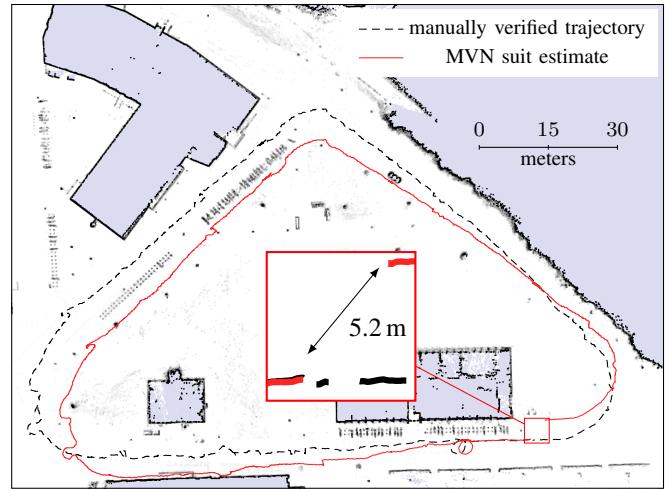 manually verified trajectory
MVN suit estimate
0 15 30
meters
5.2 m